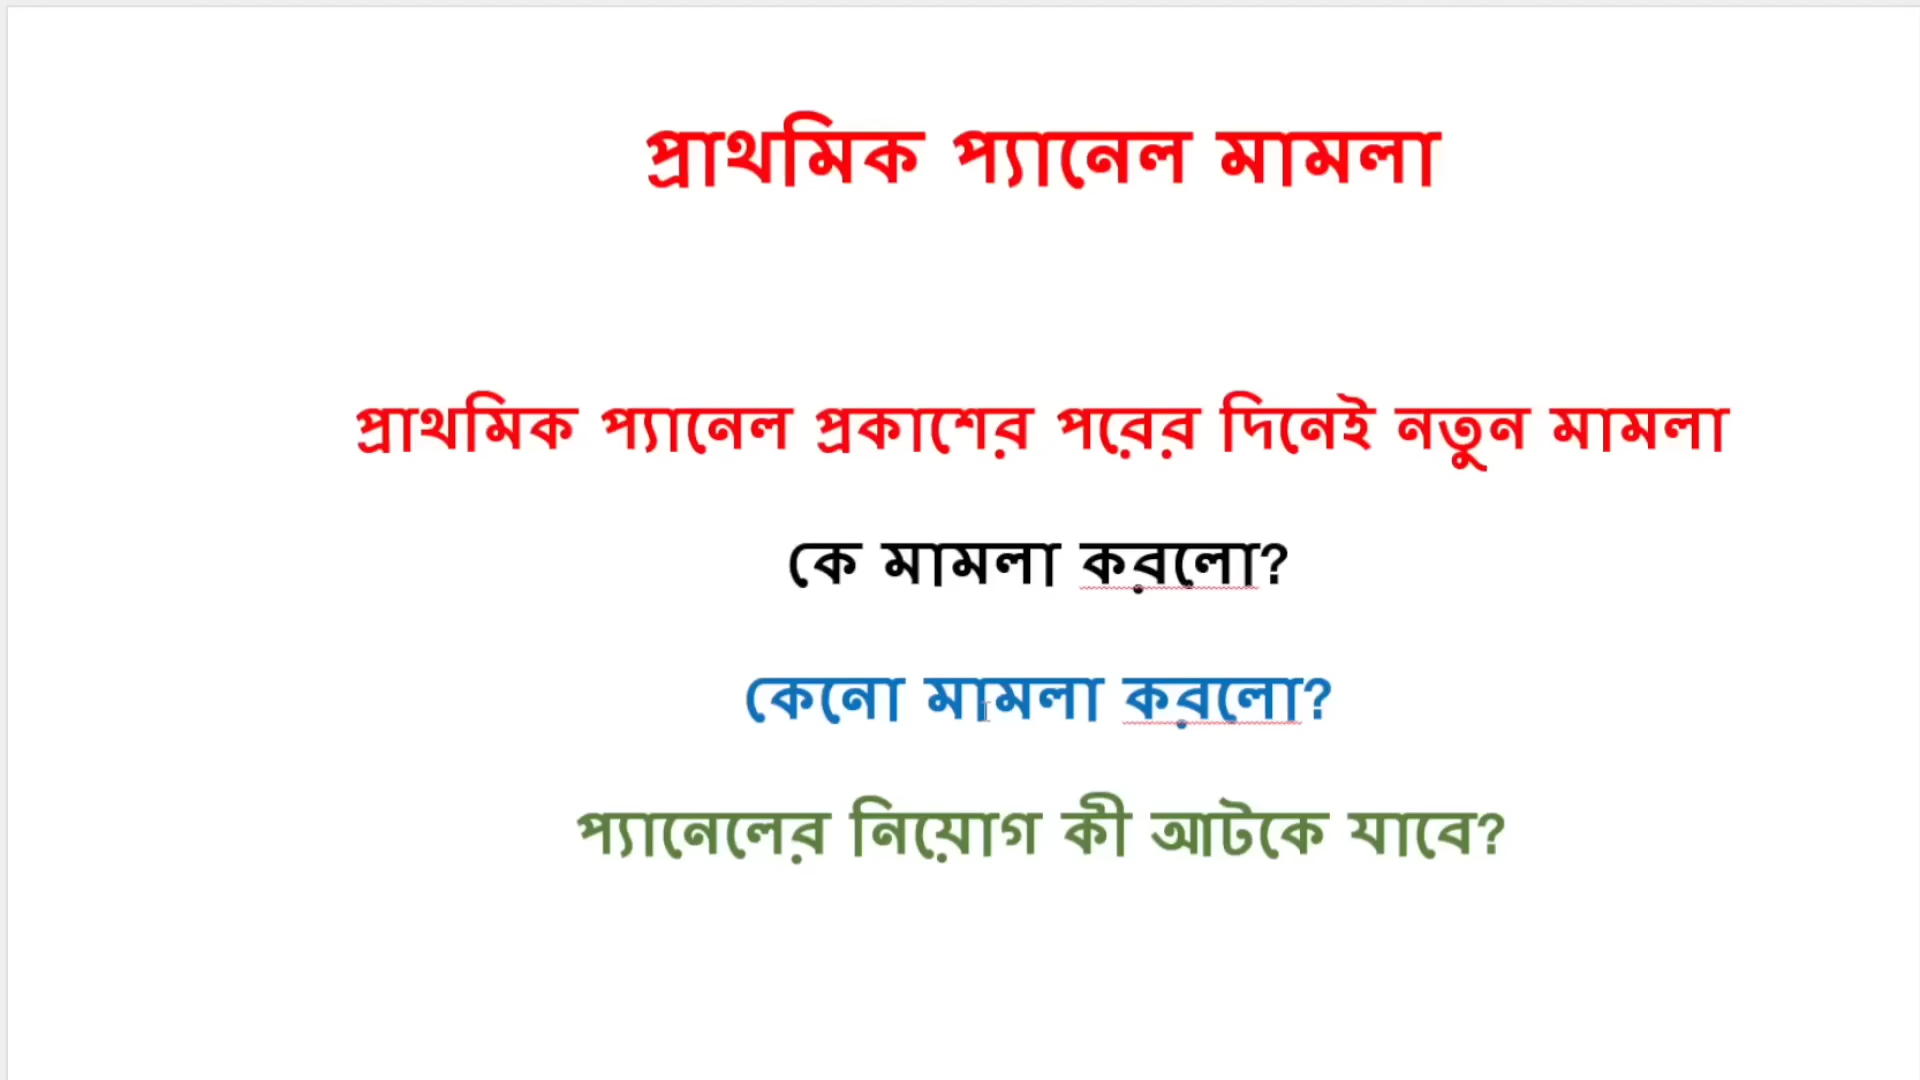 প্রাথমিক প্যানেল মামলা
প্রাথমিক প্যানেল প্রকাশের পরের দিনেই নতুন মামলা
কে মামলা করলো?
কেনো মামলা করলো?
প্যানেলের নিয়োগ কী আটকে যাবে?